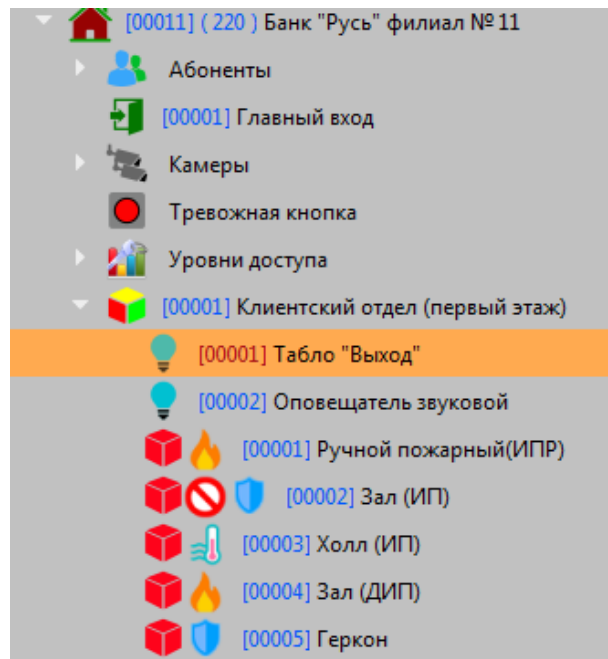 [00011] ( 220 ) Банк "Русь" филиал №11
Абоненты
[00001] Главный вход
Камеры
Тревожная кнопка
Уровни доступа
[00001] Клиентский отдел (первый этаж)
[00001] Табло "Выход"
[00002] Оповещатель звуковой
[00001] Ручной пожарный(ИПР)
[00002] Зал (ИП)
[00003] Холл (ИП)
[00004] Зал (ДИП)
[00005] Геркон